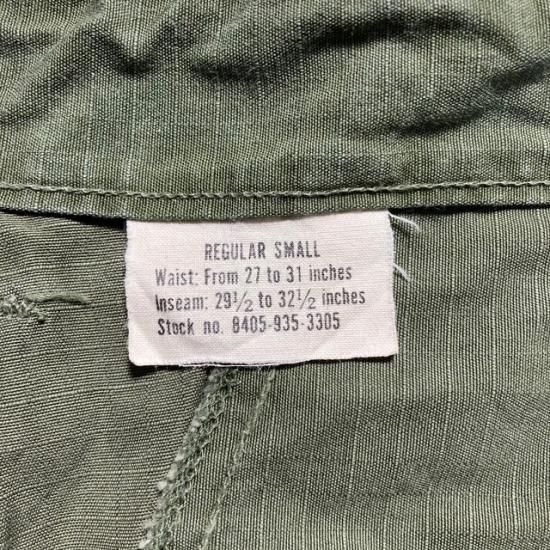 REGULAR SMALL
Waist: From 27 to 31 inches
Inseam: 29½ to 32½ inches
Stock no. 8405-935-3305